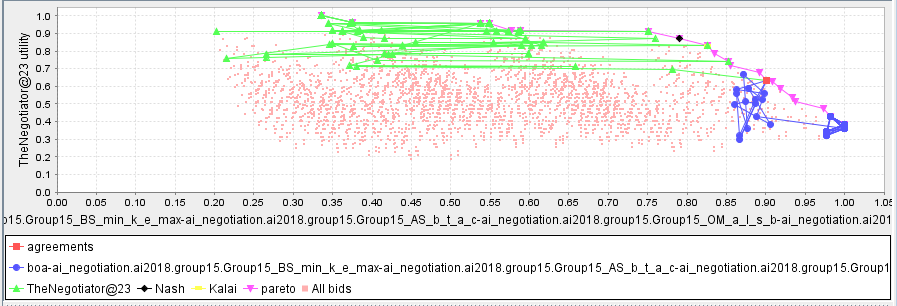 TheNegotiator@23 utility
1.0
0.9
0.8
0.7
0.6
0.5
0.4
0.3
0.2
0.1
0.0
0.00 0.05 0.10 0.15 0.20 0.25 0.30 0.35 0.40 0.45 0.50 0.55 0.60 0.65 0.70 0.75 0.80 0.85 0.90 0.95 1.00 1.05
p15.Group15_BS_min_k_e_max-ai_negotiation.ai2018.group15.Group15_AS_b_t_a_c-ai_negotiation.ai2018.group15.Group15_OM_a_l_s_b-ai_negotiation.ai201
agreements
boa-ai_negotiation.ai2018.group15.Group15_BS_min_k_e_max-ai_negotiation.ai2018.group15.Group15_AS_b_t_a_c-ai_negotiation.ai2018.group15.Group1
TheNegotiator@23 Nash Kalai pareto All bids